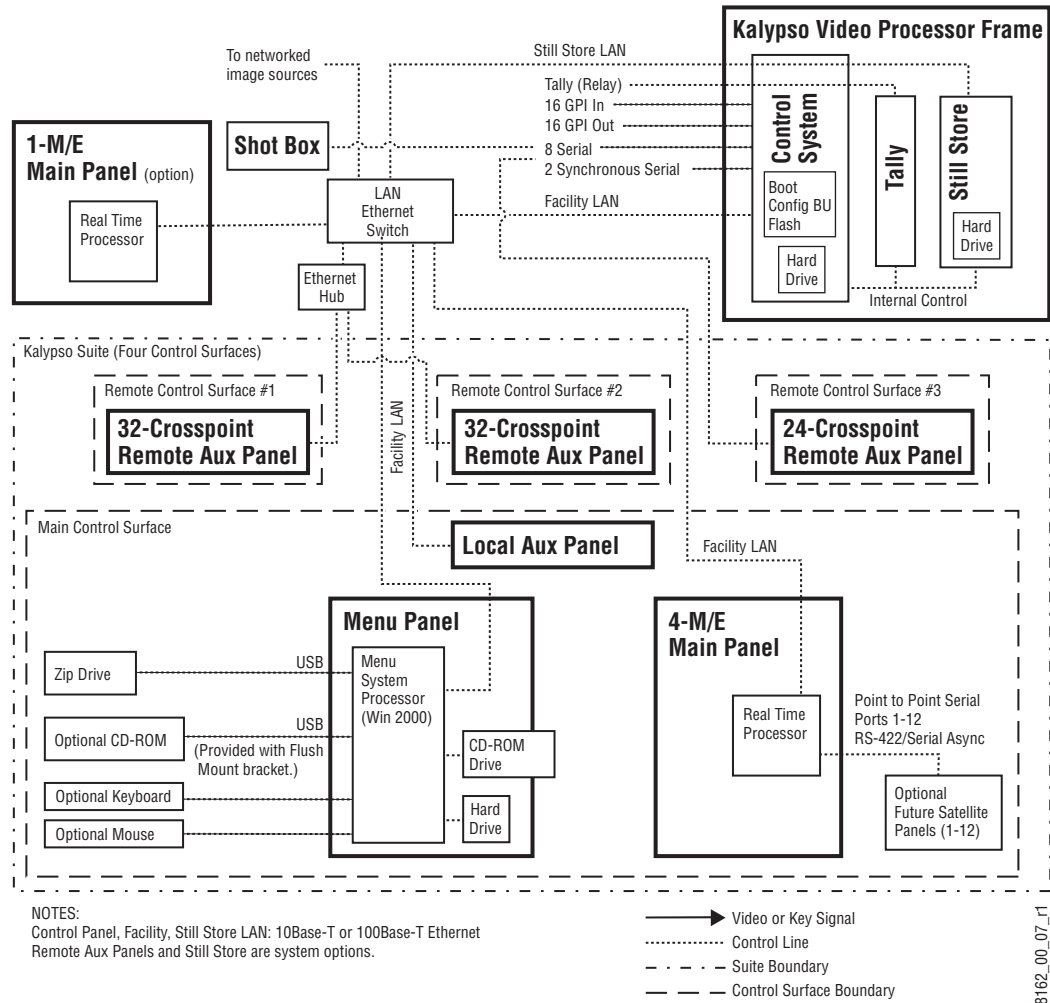 Kalypso Video Processor Frame
To networked
image sources
Still Store LAN
Tally (Relay)
16 GPI In
16 GPI Out
8 Serial
2 Synchronous Serial
Control
System
Boot
Config BU
Flash
Hard
Drive
Tally
Still Store
Hard
Drive
Internal Control
1-M/E
Main Panel (option)
Real Time
Processor
Shot Box
LAN
Ethernet
Switch
Facility LAN
Ethernet
Hub
Kalypso Suite (Four Control Surfaces)
Remote Control Surface #1
32-Crosspoint
Remote Aux Panel
Facility LAN
Remote Control Surface #2
32-Crosspoint
Remote Aux Panel
Remote Control Surface #3
24-Crosspoint
Remote Aux Panel
Main Control Surface
Local Aux Panel
Facility LAN
Menu Panel
Menu
System
Processor
(Win 2000)
CD-ROM
Drive
Hard
Drive
Zip Drive
USB
Optional CD-ROM
USB
(Provided with Flush
Mount bracket.)
Optional Keyboard
Optional Mouse
4-M/E
Main Panel
Real Time
Processor
Point to Point Serial
Ports 1-12
RS-422/Serial Async
Optional
Future Satellite
Panels (1-12)
NOTES:
Control Panel, Facility, Still Store LAN: 10Base-T or 100Base-T Ethernet
Remote Aux Panels and Still Store are system options.
Video or Key Signal
Control Line
Suite Boundary
Control Surface Boundary
8162_00_07_r1